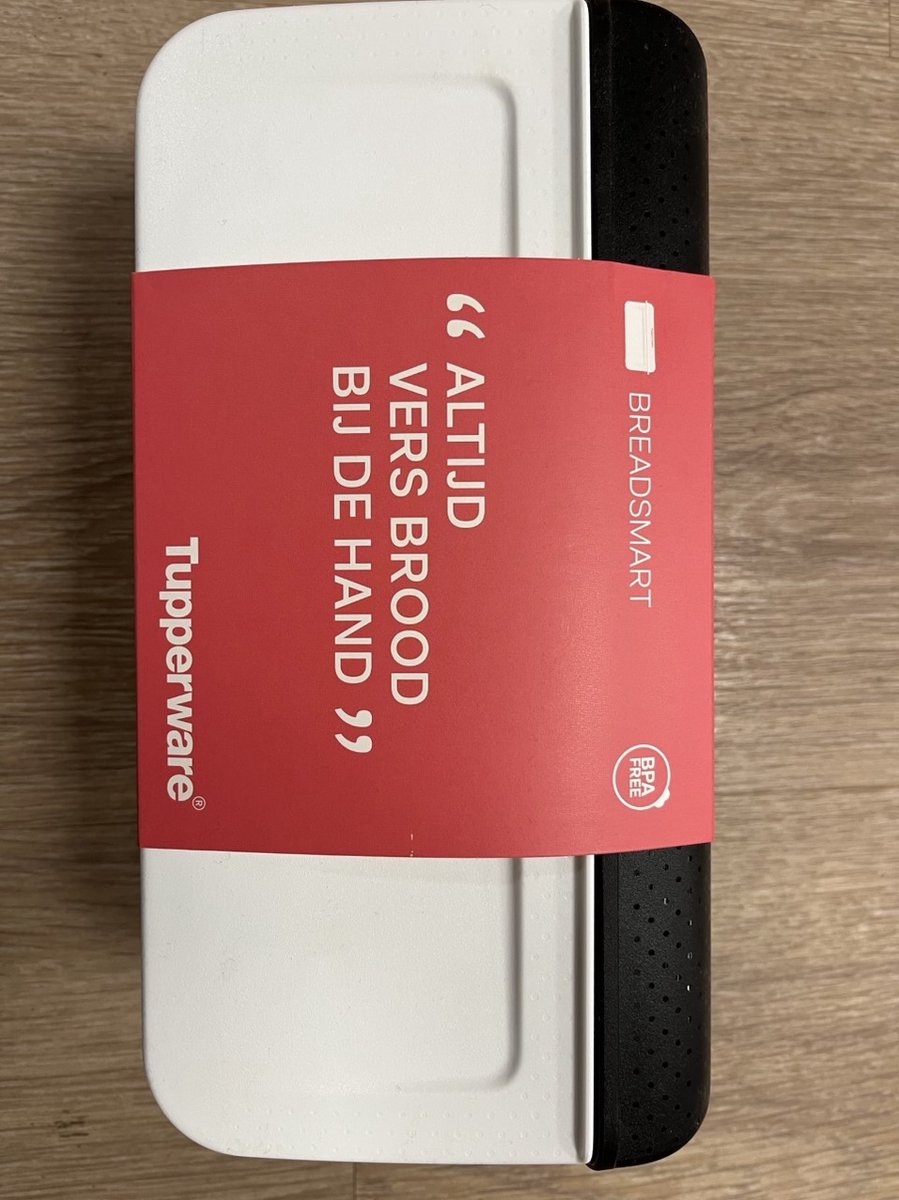 BREADSMART
BPA
FREE
“ ALTIJD
VERS BROOD
BIJ DE HAND ”
Tupperware®